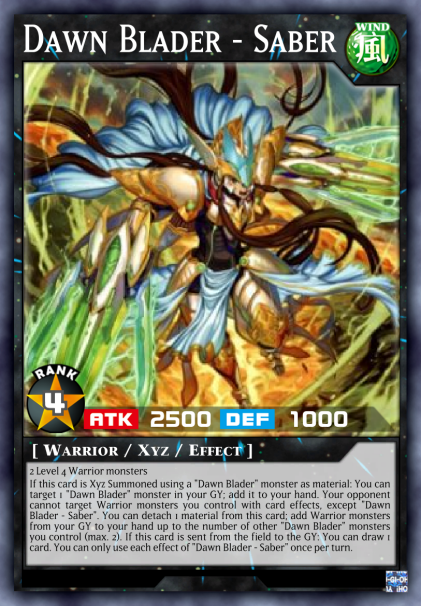 Dawn Blader - Saber
WIND
風
RANK
4
ATK 2500 DEF 1000
[ Warrior / Xyz / Effect ]
2 Level 4 Warrior monsters
If this card is Xyz Summoned using a "Dawn Blader" monster as material: You can
target 1 "Dawn Blader" monster in your GY; add it to your hand. Your opponent
cannot target Warrior monsters you control with card effects, except "Dawn
Blader - Saber". You can detach 1 material from this card; add Warrior monsters
from your GY to your hand up to the number of other "Dawn Blader" monsters
you control (max. 2). If this card is sent from the field to the GY: You can draw 1
card. You can only use each effect of "Dawn Blader - Saber" once per turn.